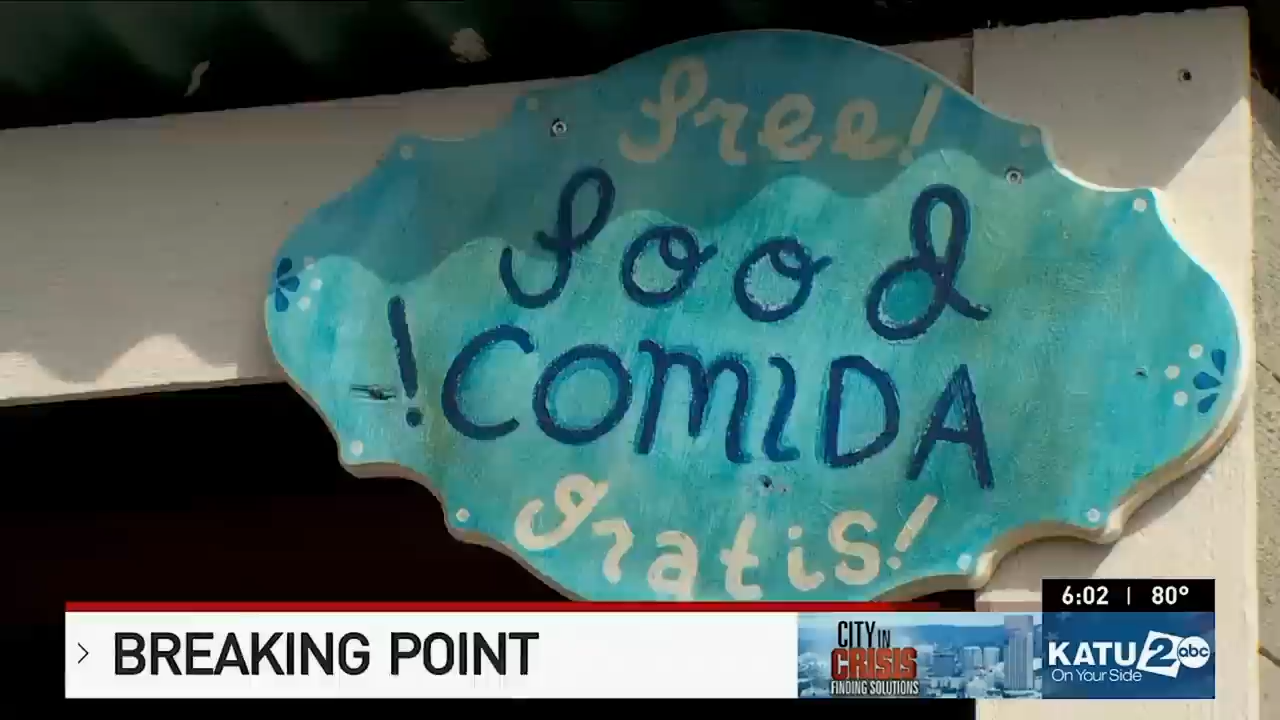 Free!
Food
!COMIDA
Gratis!
6:02 | 80°
> BREAKING POINT
CITY IN
CRISIS
FINDING SOLUTIONS
KATU 2 abc
On Your Side